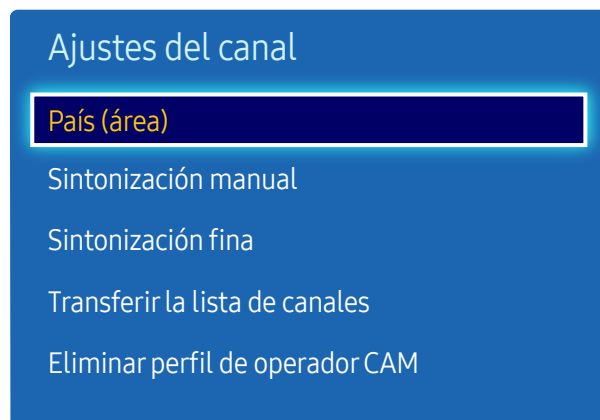 Ajustes del canal
País (área)
Sintonización manual
Sintonización fina
Transferir la lista de canales
Eliminar perfil de operador CAM